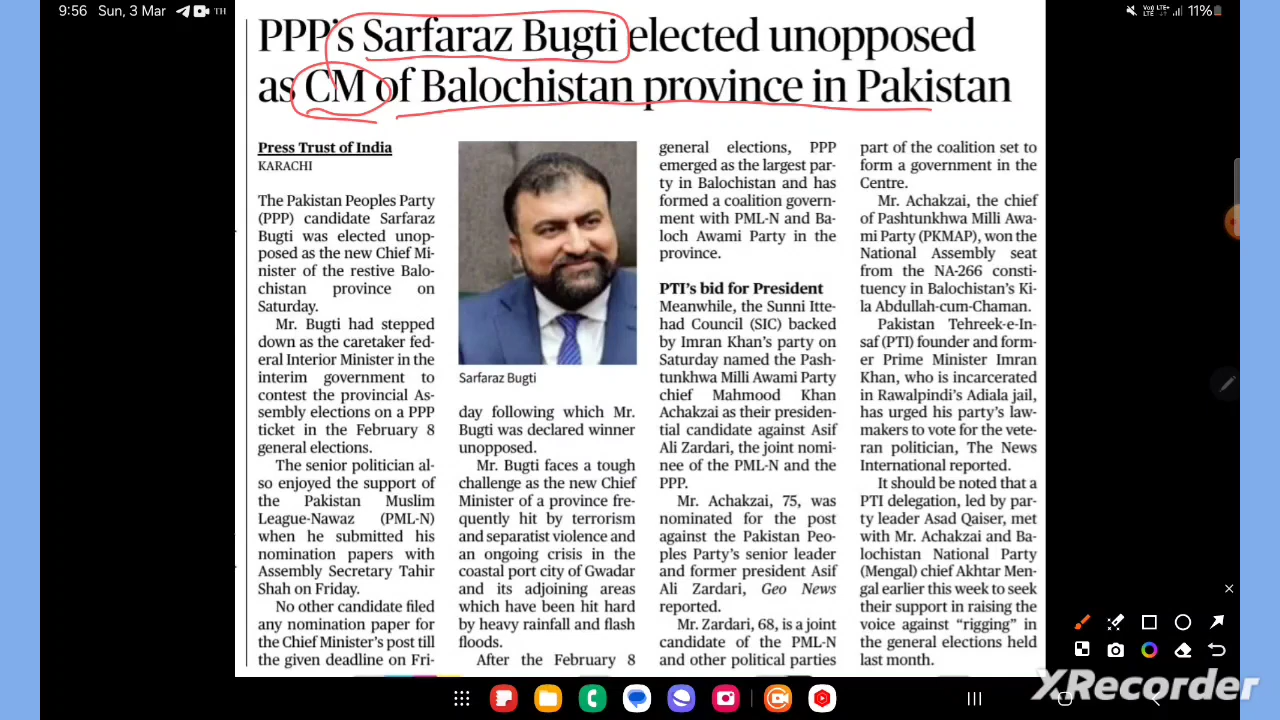 9:56 Sun, 3 Mar TH
VoD LTE+ LTE 11%
PPP's Sarfaraz Bugti elected unopposed
as CM of Balochistan province in Pakistan
Press Trust of India
KARACHI
The Pakistan Peoples Party
(PPP) candidate Sarfaraz
Bugti was elected unop-
posed as the new Chief Mi-
nister of the restive Balo-
chistan province on
Saturday.
Mr. Bugti had stepped
down as the caretaker fed-
eral Interior Minister in the
interim government to
contest the provincial As-
sembly elections on a PPP
ticket in the February 8
general elections.
The senior politician al-
so enjoyed the support of
the Pakistan Muslim
League-Nawaz (PML-N)
when he submitted his
nomination papers with
Assembly Secretary Tahir
Shah on Friday.
No other candidate filed
any nomination paper for
the Chief Minister's post till
the given deadline on Fri-
Sarfaraz Bugti
day following which Mr.
Bugti was declared winner
unopposed.
Mr. Bugti faces a tough
challenge as the new Chief
Minister of a province fre-
quently hit by terrorism
and separatist violence and
an ongoing crisis in the
coastal port city of Gwadar
and its adjoining areas
which have been hit hard
by heavy rainfall and flash
floods.
After the February 8
general elections, PPP
emerged as the largest par-
ty in Balochistan and has
formed a coalition govern-
ment with PML-N and Ba-
loch Awami Party in the
province.
PTI's bid for President
Meanwhile, the Sunni Itte-
had Council (SIC) backed
by Imran Khan's party on
Saturday named the Pash-
tunkhwa Milli Awami Party
chief Mahmood Khan
Achakzai as their presiden-
tial candidate against Asif
Ali Zardari, the joint nomi-
nee of the PML-N and the
PPP.
Mr. Achakzai, 75, was
nominated for the post
against the Pakistan Peo-
ples Party's senior leader
and former president Asif
Ali Zardari, Geo News
reported.
Mr. Zardari, 68, is a joint
candidate of the PML-N
and other political parties
part of the coalition set to
form a government in the
Centre.
Mr. Achakzai, the chief
of Pashtunkhwa Milli Awa-
mi Party (PKMAP), won the
National Assembly seat
from the NA-266 consti-
tuency in Balochistan's Ki-
la Abdullah-cum-Chaman.
Pakistan Tehreek-e-In-
saf (PTI) founder and form-
er Prime Minister Imran
Khan, who is incarcerated
in Rawalpindi's Adiala jail,
has urged his party's law-
makers to vote for the vete-
ran politician, The News
International reported.
It should be noted that a
PTI delegation, led by par-
ty leader Asad Qaiser, met
with Mr. Achakzai and Ba-
lochistan National Party
(Mengal) chief Akhtar Men-
gal earlier this week to seek
their support in raising the
voice against “rigging” in
the general elections held
last month.
XRecorder